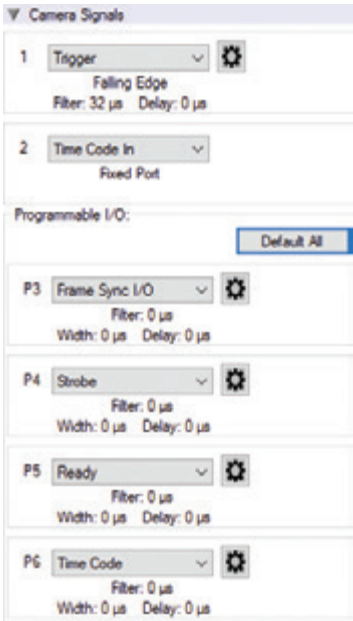 Camera Signals
1 Trigger
Falling Edge
Filter: 32 µs Delay: 0 µs
2 Time Code In
Fixed Port
Programmable I/O:
Default All
P3 Frame Sync I/O
Filter: 0 µs
Width: 0 µs Delay: 0 µs
P4 Strobe
Filter: 0 µs
Width: 0 µs Delay: 0 µs
P5 Ready
Filter: 0 µs
Width: 0 µs Delay: 0 µs
P6 Time Code
Filter: 0 µs
Width: 0 µs Delay: 0 µs